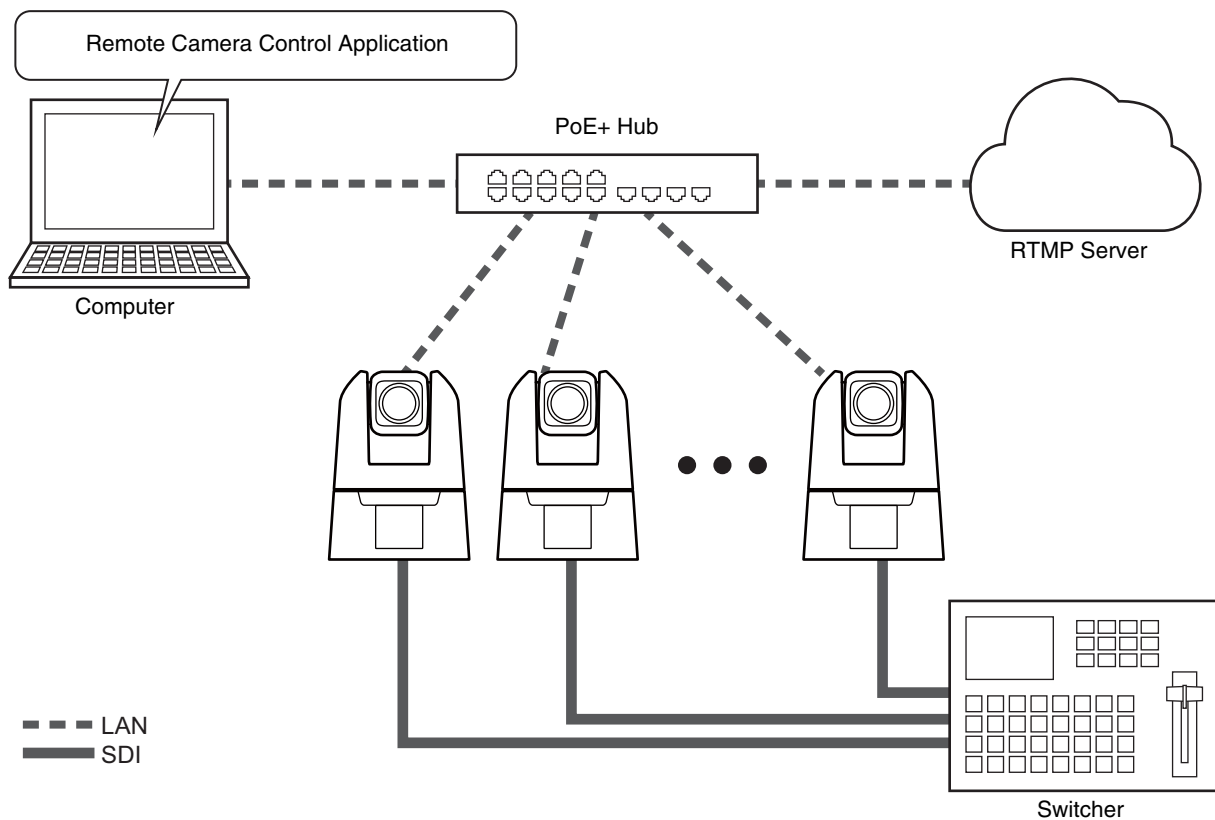 Remote Camera Control Application
PoE+ Hub
RTMP Server
Computer
LAN
SDI
Switcher